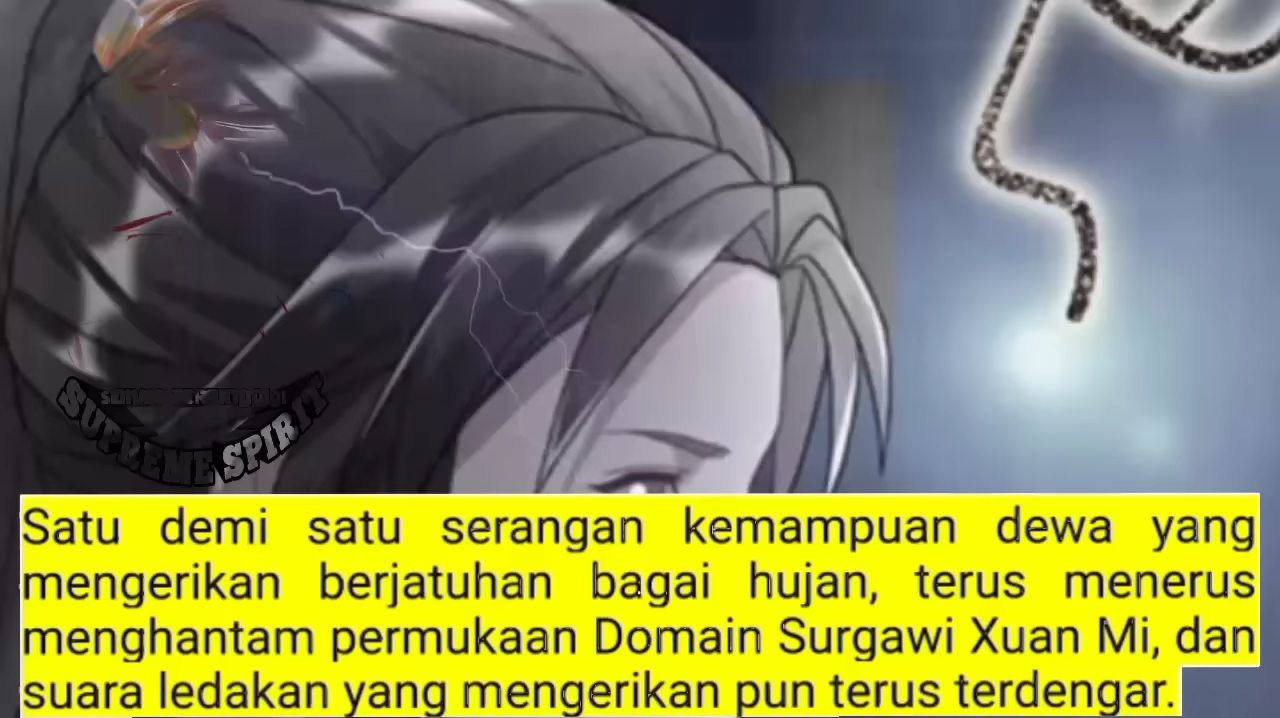 SUPREME SPIRIT
Satu demi satu serangan kemampuan dewa yang
mengerikan berjatuhan bagai hujan, terus menerus
menghantam permukaan Domain Surgawi Xuan Mi, dan
suara ledakan yang mengerikan pun terus terdengar.